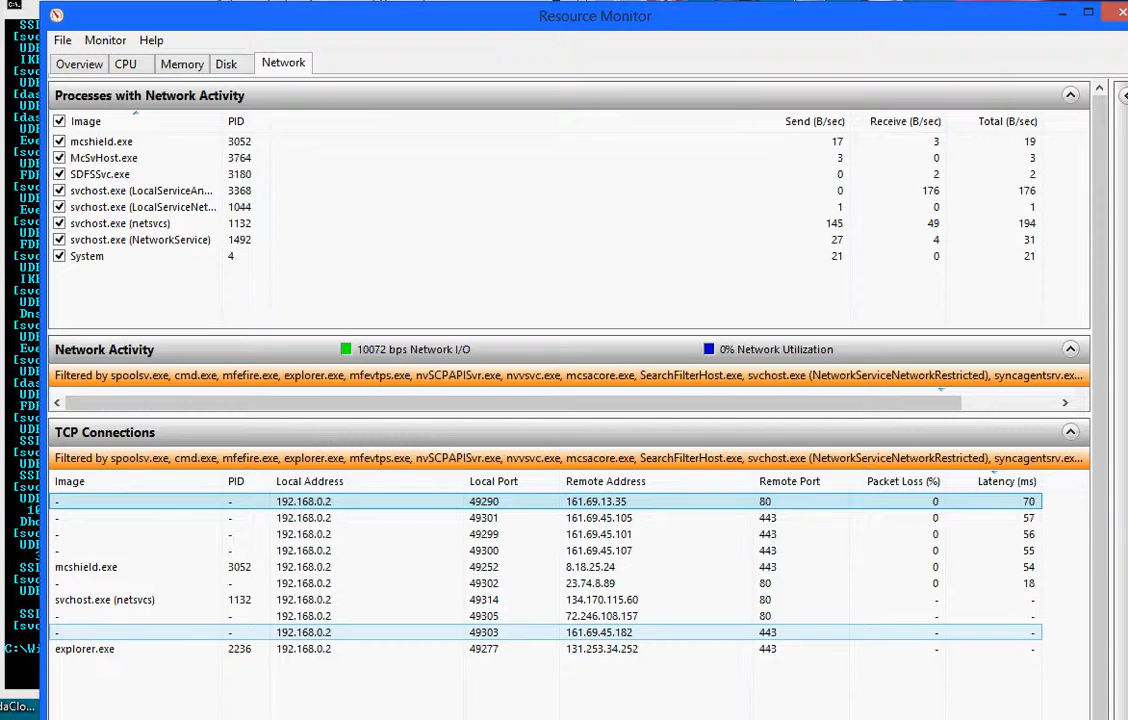 Resource Monitor
File Monitor Help
Overview CPU Memory Disk Network
Processes with Network Activity
Image PID Send (B/sec) Receive (B/sec) Total (B/sec)
mcshield.exe 3052 17 3 19
McSvHost.exe 3764 3 0 3
SDFSSvc.exe 3180 0 2 2
svchost.exe (LocalServiceAn... 3368 0 176 176
svchost.exe (LocalServiceNet... 1044 1 0 1
svchost.exe (netsvcs) 1132 145 49 194
svchost.exe (NetworkService) 1492 27 4 31
System 4 21 0 21
Network Activity 10072 bps Network I/O 0% Network Utilization
Filtered by spoolsv.exe, cmd.exe, mfefire.exe, explorer.exe, mfevtps.exe, nvSCPAPISvr.exe, nvvsvc.exe, mcsacore.exe, SearchFilterHost.exe, svchost.exe (NetworkServiceNetworkRestricted), syncagentsrv.ex...
TCP Connections
Filtered by spoolsv.exe, cmd.exe, mfefire.exe, explorer.exe, mfevtps.exe, nvSCPAPISvr.exe, nvvsvc.exe, mcsacore.exe, SearchFilterHost.exe, svchost.exe (NetworkServiceNetworkRestricted), syncagentsrv.ex...
Image PID Local Address Local Port Remote Address Remote Port Packet Loss (%) Latency (ms)
- - 192.168.0.2 49290 161.69.13.35 80 0 70
- - 192.168.0.2 49301 161.69.45.105 443 0 57
- - 192.168.0.2 49299 161.69.45.101 443 0 56
- - 192.168.0.2 49300 161.69.45.107 443 0 55
mcshield.exe 3052 192.168.0.2 49252 8.18.25.24 443 0 54
- - 192.168.0.2 49302 23.74.8.89 80 0 18
svchost.exe (netsvcs) 1132 192.168.0.2 49314 134.170.115.60 80 - -
- - 192.168.0.2 49305 72.246.108.157 80 - -
- - 192.168.0.2 49303 161.69.45.182 443 - -
explorer.exe 2236 192.168.0.2 49277 131.253.34.252 443 - -